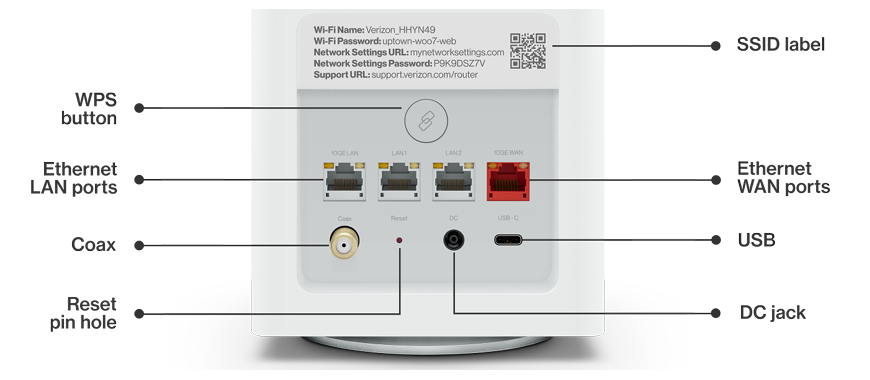 Wi-Fi Name: Verizon_HHYN49
Wi-Fi Password: uptown-woo7-web
Network Settings URL: mynetworksettings.com
Network Settings Password: P9K9DSZ7V
Support URL: support.verizon.com/router
SSID label
WPS
button
10GE LAN
LAN1
LAN2
10GE WAN
Ethernet
LAN ports
Ethernet
WAN ports
Coax
Reset
DC
USB - C
Coax
USB
Reset
pin hole
DC jack